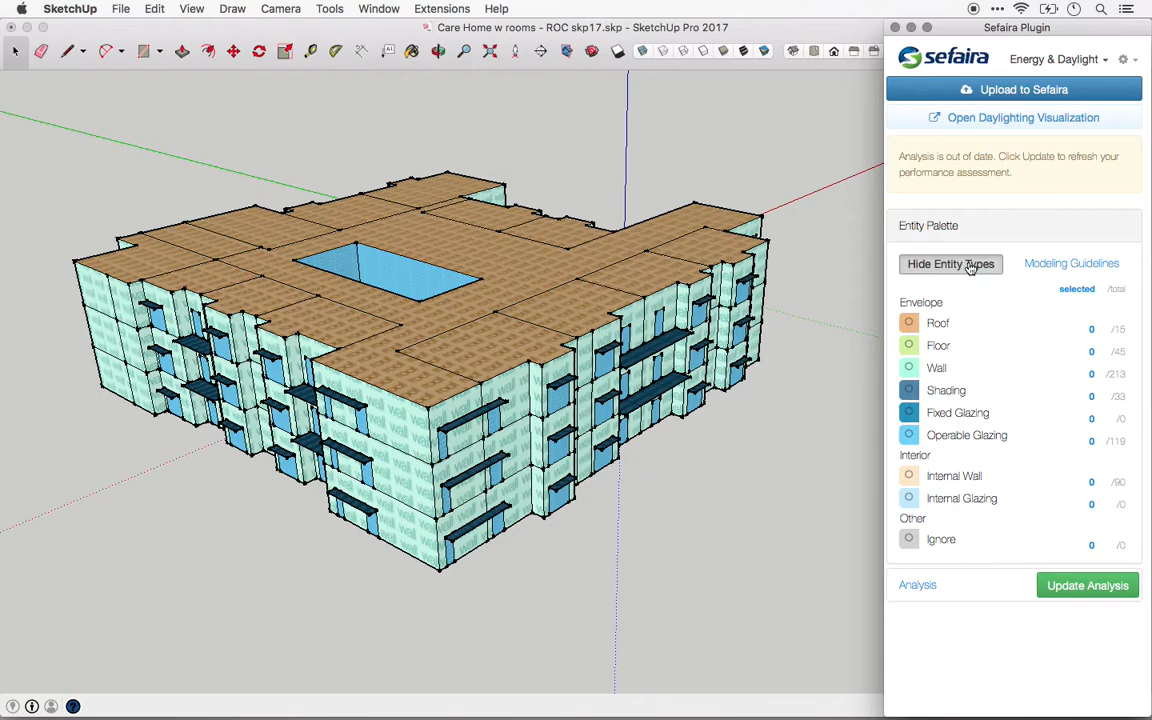 SketchUp File Edit View Draw Camera Tools Window Extensions Help
Care Home w rooms - ROC skp17.skp - SketchUp Pro 2017
Sefaira Plugin
sefaira Energy & Daylight
Upload to Sefaira
Open Daylighting Visualization
Analysis is out of date. Click Update to refresh your
performance assessment.
Entity Palette
Hide Entity Types Modeling Guidelines
selected /total
Envelope
Roof 0 /15
Floor 0 /45
Wall 0 /213
Shading 0 /33
Fixed Glazing 0 /0
Operable Glazing 0 /119
Interior
Internal Wall 0 /90
Internal Glazing 0 /0
Other
Ignore 0 /0
Analysis Update Analysis